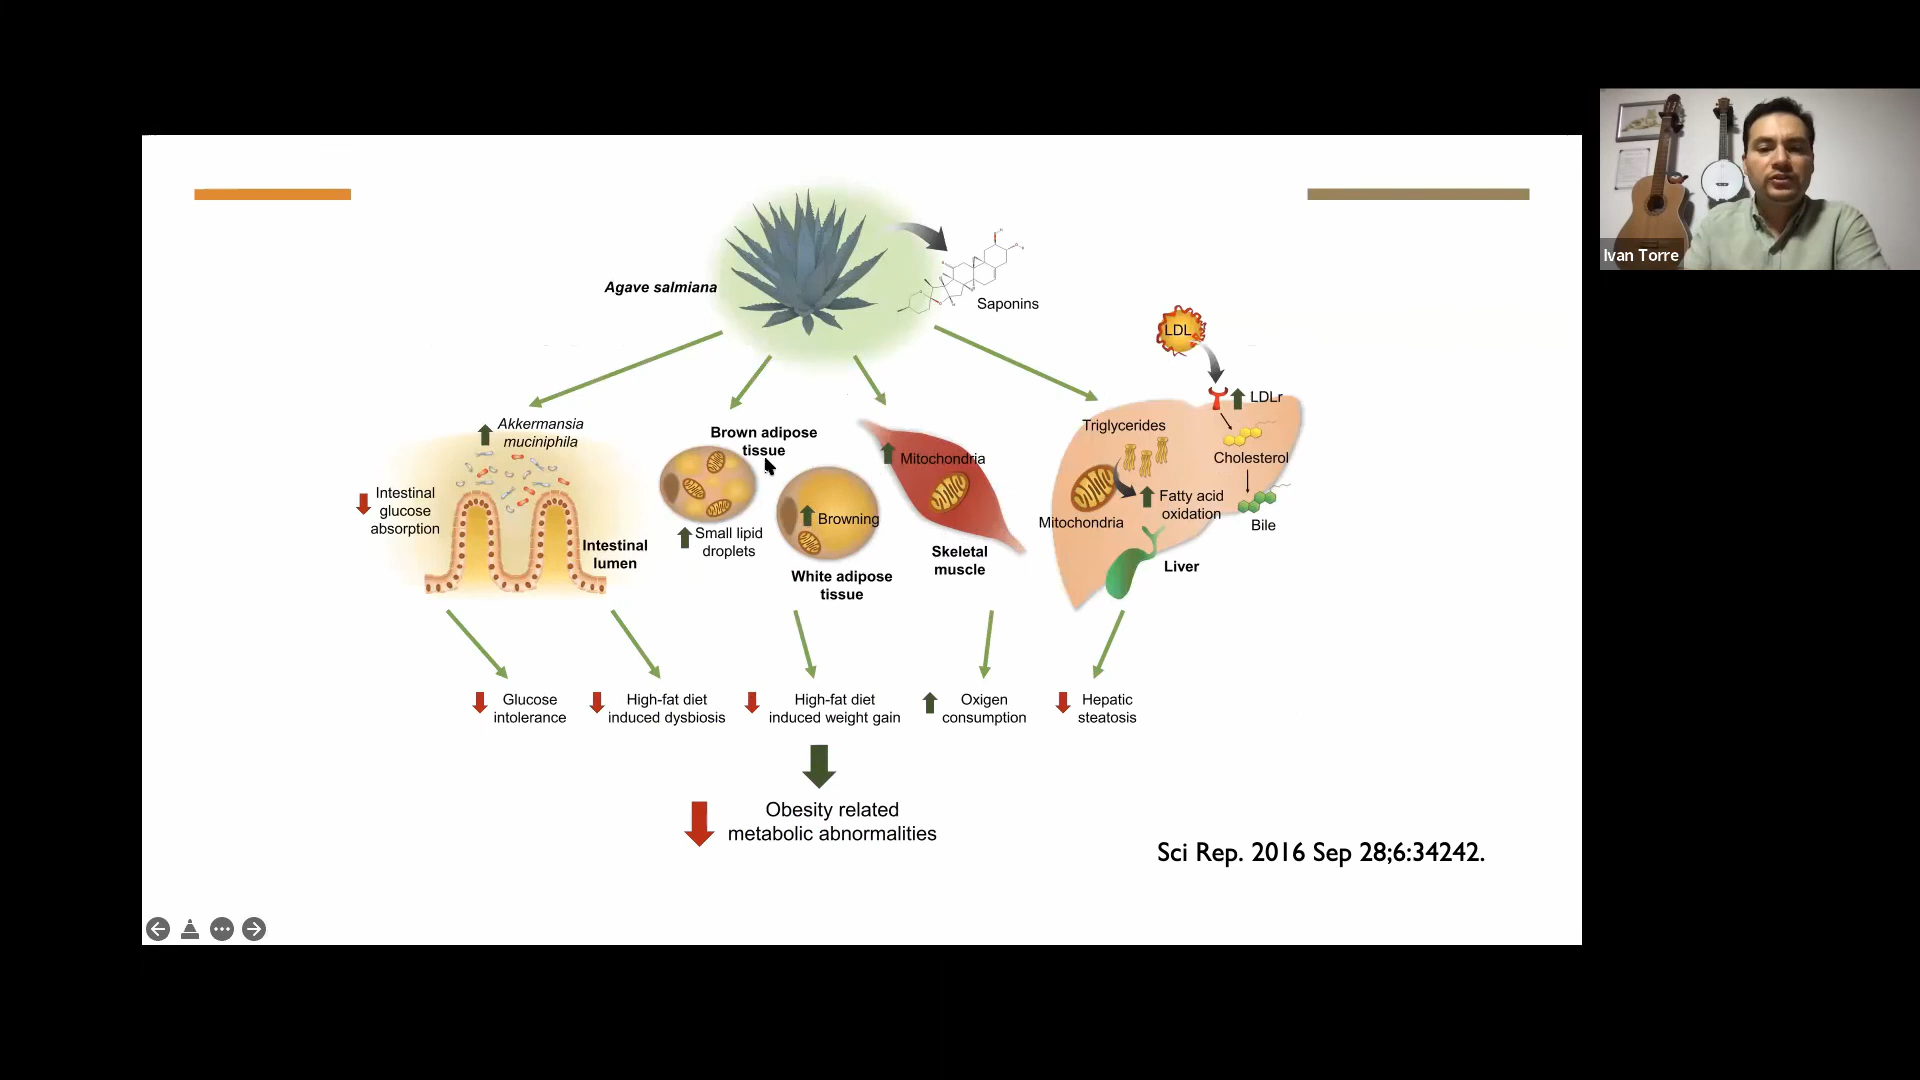 Agave salmiana
Saponins
Ivan Torre
LDL
LDLr
Akkermansia
muciniphila
Intestinal
glucose
absorption
Intestinal
lumen
Brown adipose
tissue
Small lipid
droplets
Browning
White adipose
tissue
Mitochondria
Skeletal
muscle
Triglycerides
Cholesterol
Mitochondria
Fatty acid
oxidation
Bile
Liver
Glucose
intolerance
High-fat diet
induced dysbiosis
High-fat diet
induced weight gain
Oxigen
consumption
Hepatic
steatosis
Obesity related
metabolic abnormalities
Sci Rep. 2016 Sep 28;6:34242.